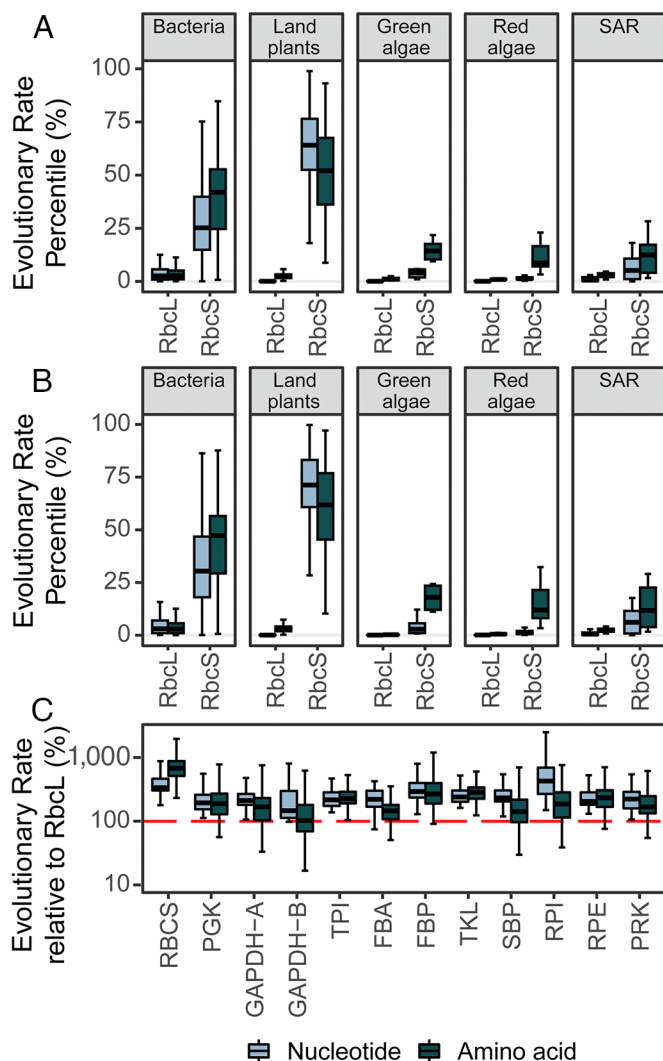 A
Bacteria
Land
plants
Green
algae
Red
algae
SAR
Evolutionary Rate
Percentile (%)
100
75
50
25
0
RbcL
RbcS
RbcL
RbcS
RbcL
RbcS
RbcL
RbcS
RbcL
RbcS
B
Bacteria
Land
plants
Green
algae
Red
algae
SAR
Evolutionary Rate
Percentile (%)
100
75
50
25
0
RbcL
RbcS
RbcL
RbcS
RbcL
RbcS
RbcL
RbcS
RbcL
RbcS
C
Evolutionary Rate
relative to RbcL (%)
1,000
100
10
RBCS
PGK
GAPDH−A
GAPDH−B
TPI
FBA
FBP
TKL
SBP
RPI
RPE
PRK
Nucleotide
Amino acid